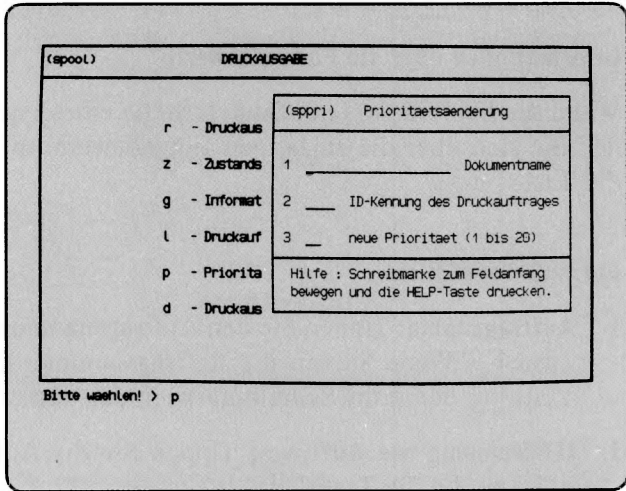 (spool) DRUCKAUSGABE
(sppri) Prioritaetsaenderung
r - Druckaus
z - Zustands 1 Dokumentname
g - Informat 2 ID-Kennung des Druckauftrages
l - Druckauf 3 neue Prioritaet (1 bis 20)
p - Priorita Hilfe : Schreibmarke zum Feldanfang
bewegen und die HELP-Taste druecken.
d - Druckaus
Bitte waehlen! > p